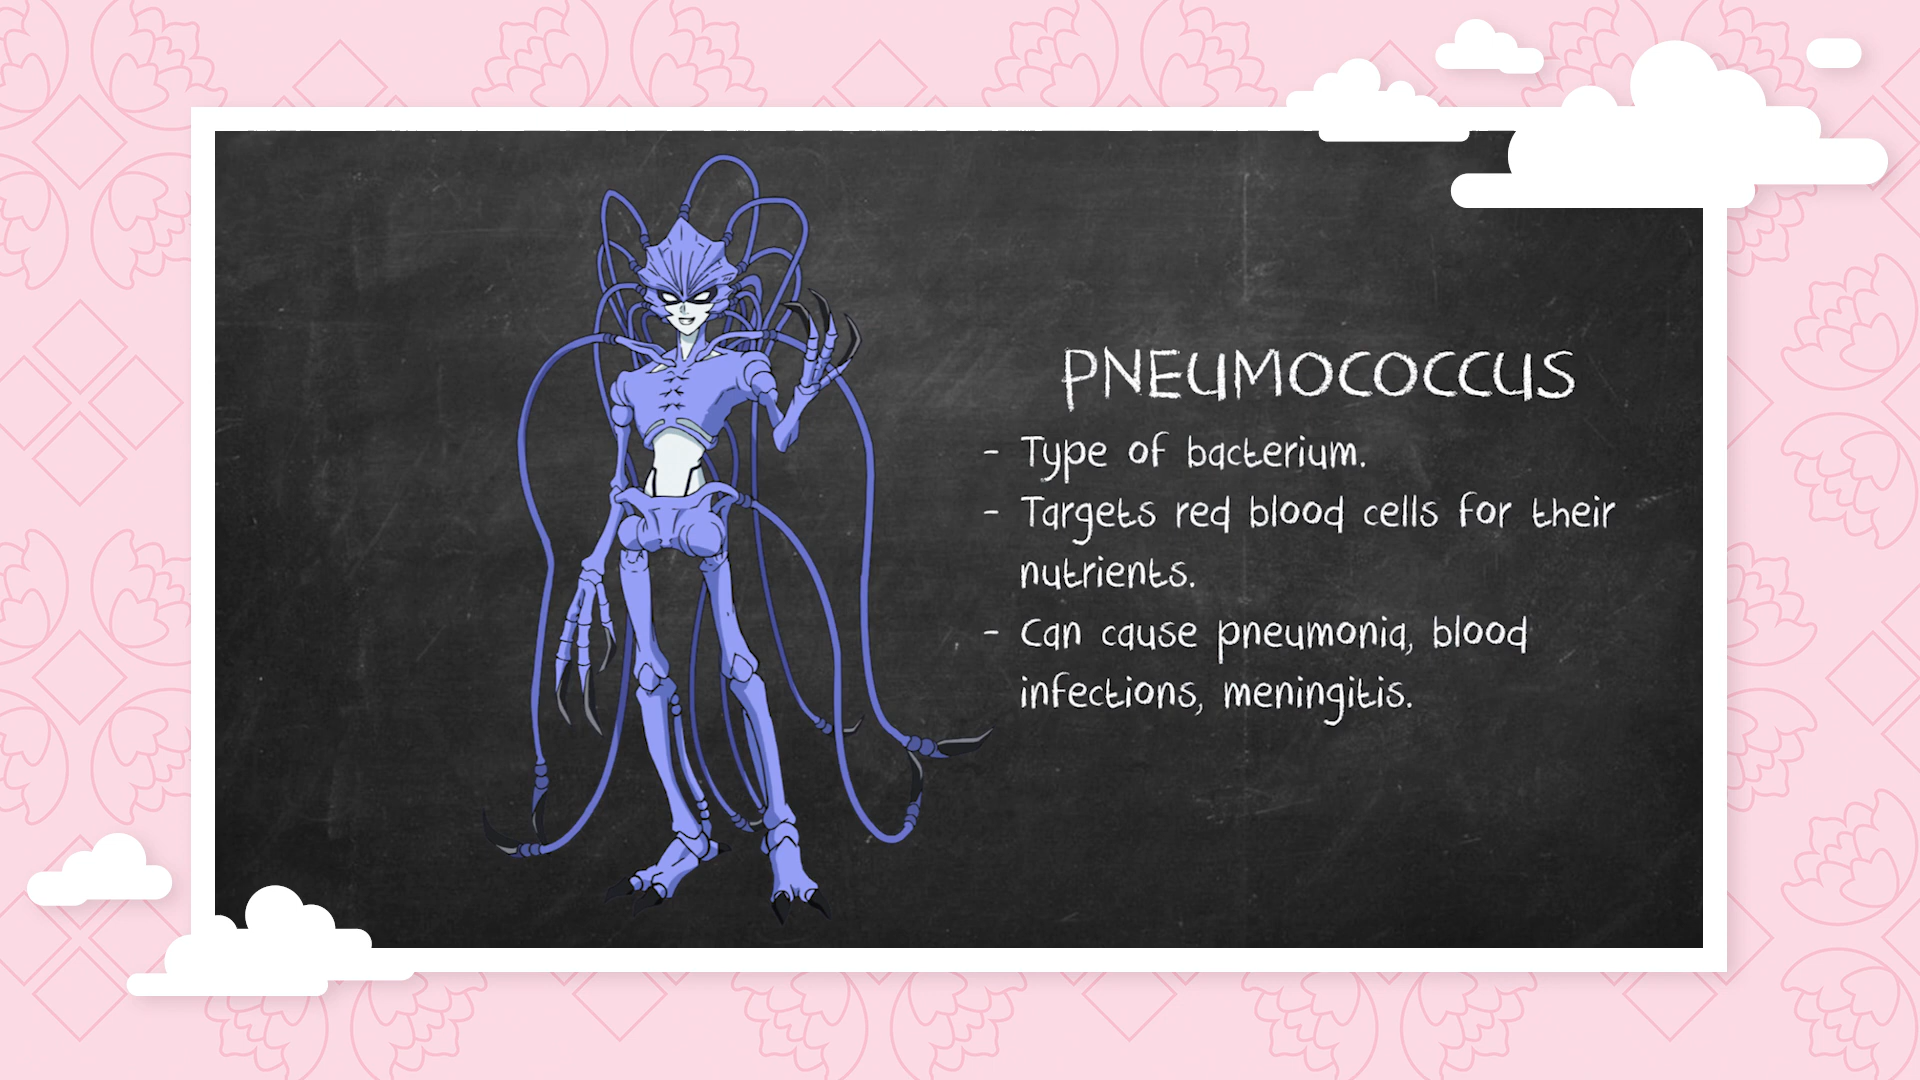 PNEUMOCOCCUS
- Type of bacterium.
- Targets red blood cells for their
nutrients.
- Can cause pneumonia, blood
infections, meningitis.